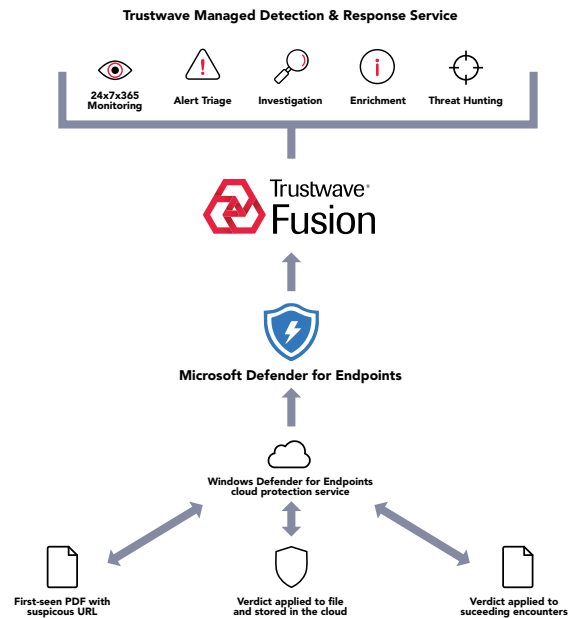 Trustwave Managed Detection & Response Service
24x7x365
Monitoring
Alert Triage
Investigation
Enrichment
Threat Hunting
Trustwave®
Fusion
Microsoft Defender for Endpoints
Windows Defender for Endpoints
cloud protection service
First-seen PDF with
suspicous URL
Verdict applied to file
and stored in the cloud
Verdict applied to
suceeding encounters